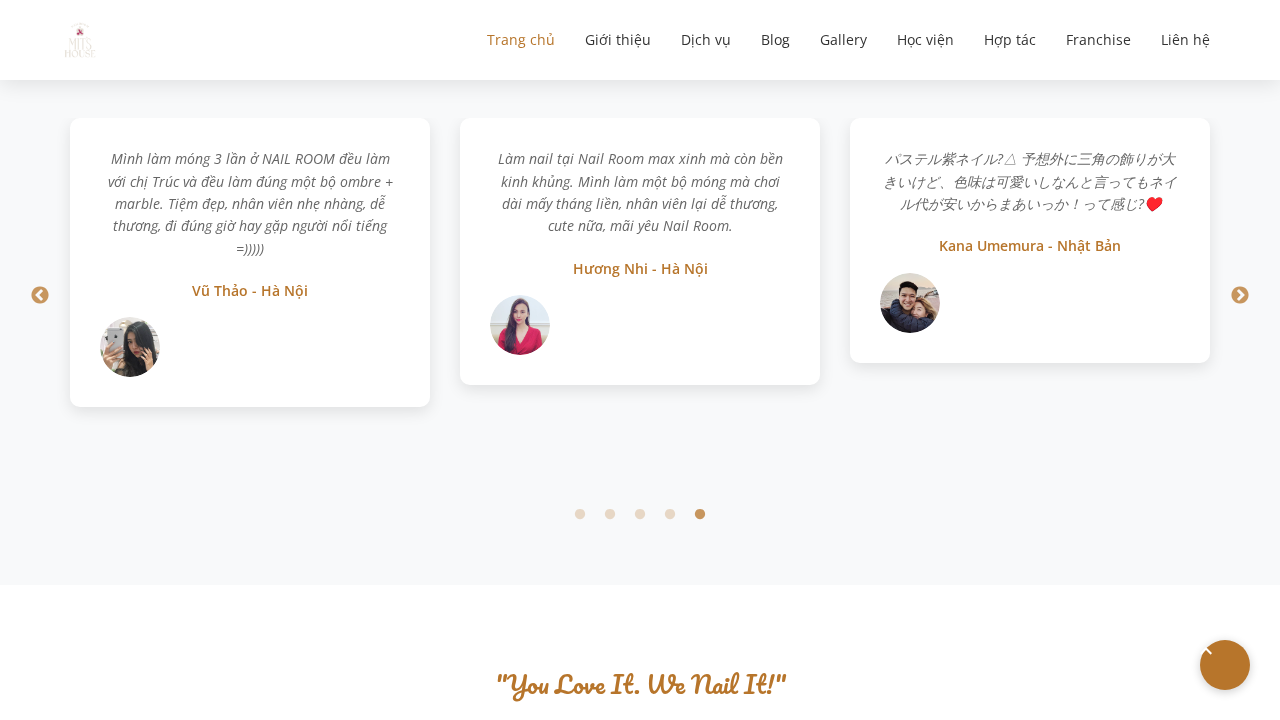 MITS
HOUSE
Trang chủ
Giới thiệu
Dịch vụ
Blog
Gallery
Học viện
Hợp tác
Franchise
Liên hệ
Mình làm móng 3 lần ở NAIL ROOM đều làm
với chị Trúc và đều làm đúng một bộ ombre +
marble. Tiệm đẹp, nhân viên nhẹ nhàng, dễ
thương, đi đúng giờ hay gặp người nổi tiếng
=)))))
Vũ Thảo - Hà Nội
Làm nail tại Nail Room max xinh mà còn bền
kinh khủng. Mình làm một bộ móng mà chơi
dài mấy tháng liền, nhân viên lại dễ thương,
cute nữa, mãi yêu Nail Room.
Hương Nhi - Hà Nội
パステル紫ネイル?△ 予想外に三角の飾りが大
きいけど、色味は可愛いしなんと言ってもネイ
ル代が安いからまあいっか！って感じ?♥️
Kana Umemura - Nhật Bản
"You Love It. We Nail It!"